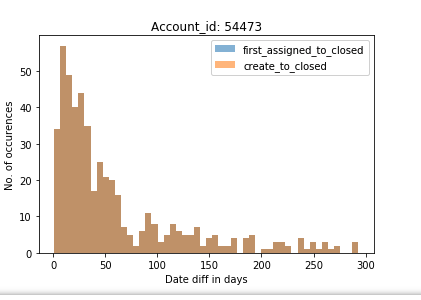 Account_id: 54473
first_assigned_to_closed
create_to_closed
No. of occurences
50
40
30
20
10
0
0 50 100 150 200 250 300
Date diff in days